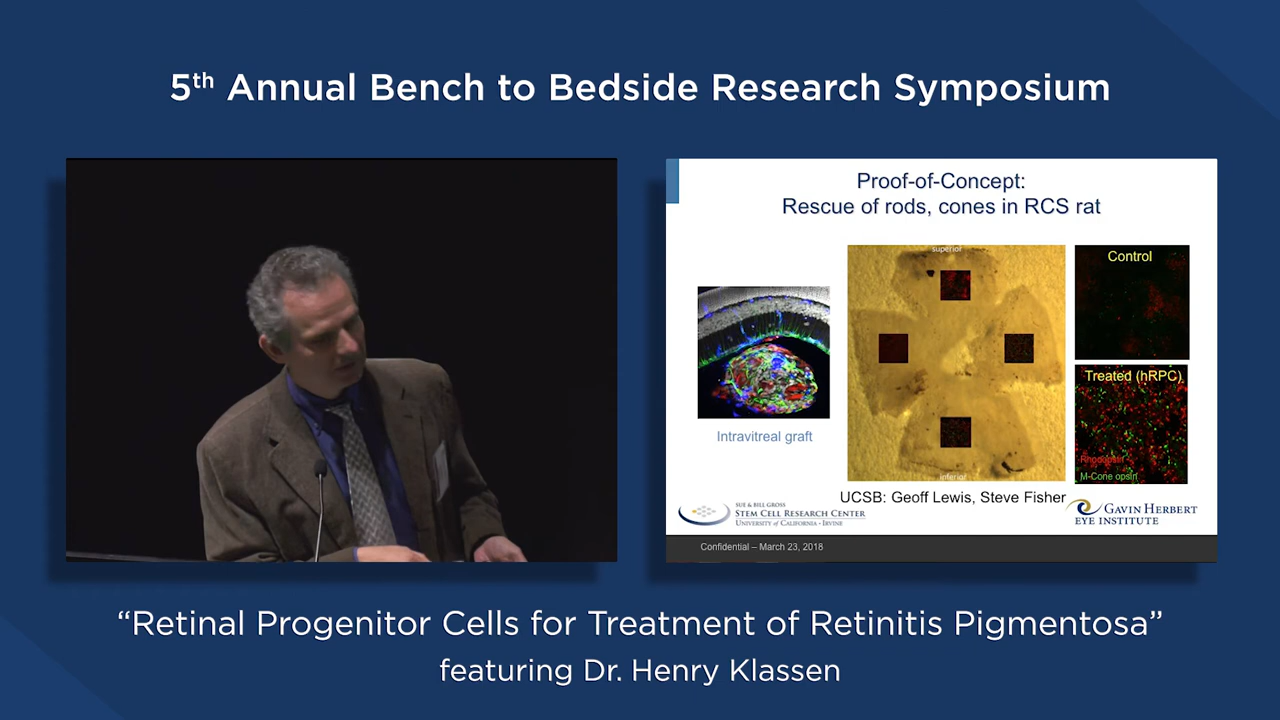 5th Annual Bench to Bedside Research Symposium
Proof-of-Concept:
Rescue of rods, cones in RCS rat
superior
Control
Treated (hRPC)
Rhodopsin
M-Cone opsin
Intravitreal graft
inferior
UCSB: Geoff Lewis, Steve Fisher
SUE & BILL GROSS
STEM CELL RESEARCH CENTER
UNIVERSITY of CALIFORNIA · IRVINE
GAVIN HERBERT
EYE INSTITUTE
Confidential – March 23, 2018
“Retinal Progenitor Cells for Treatment of Retinitis Pigmentosa”
featuring Dr. Henry Klassen